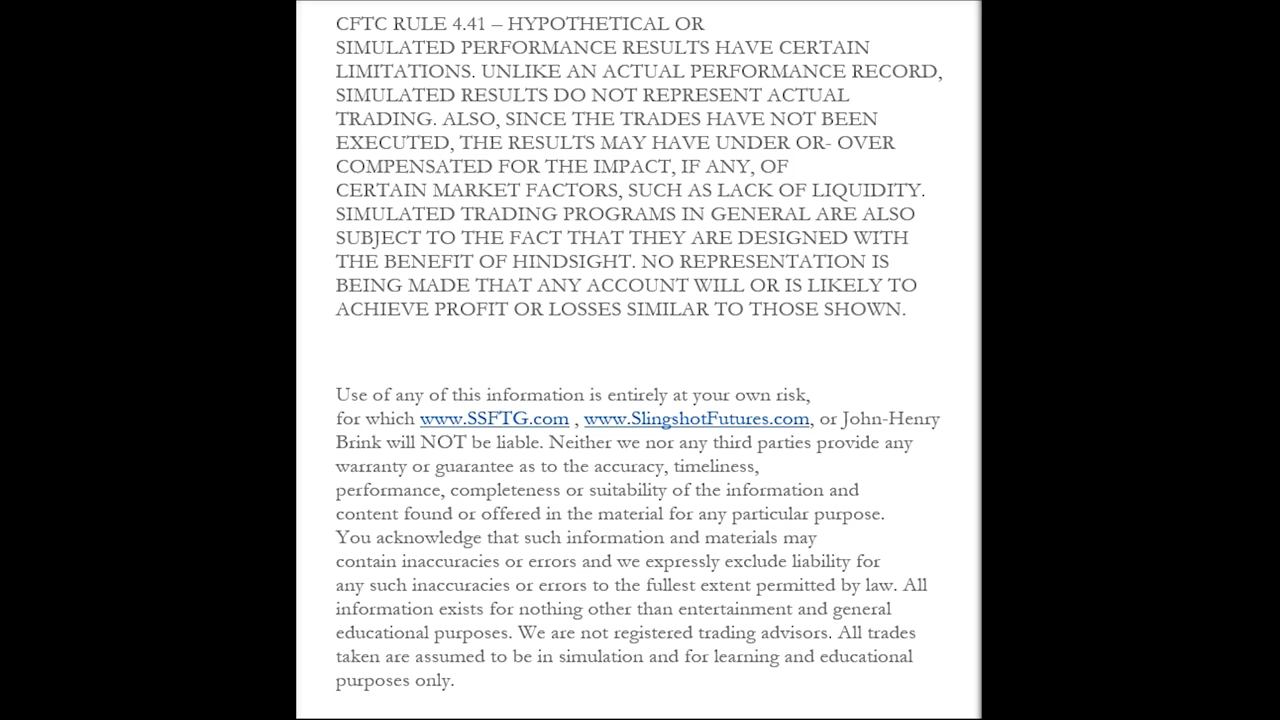 CFTC RULE 4.41 – HYPOTHETICAL OR
SIMULATED PERFORMANCE RESULTS HAVE CERTAIN
LIMITATIONS. UNLIKE AN ACTUAL PERFORMANCE RECORD,
SIMULATED RESULTS DO NOT REPRESENT ACTUAL
TRADING. ALSO, SINCE THE TRADES HAVE NOT BEEN
EXECUTED, THE RESULTS MAY HAVE UNDER OR- OVER
COMPENSATED FOR THE IMPACT, IF ANY, OF
CERTAIN MARKET FACTORS, SUCH AS LACK OF LIQUIDITY.
SIMULATED TRADING PROGRAMS IN GENERAL ARE ALSO
SUBJECT TO THE FACT THAT THEY ARE DESIGNED WITH
THE BENEFIT OF HINDSIGHT. NO REPRESENTATION IS
BEING MADE THAT ANY ACCOUNT WILL OR IS LIKELY TO
ACHIEVE PROFIT OR LOSSES SIMILAR TO THOSE SHOWN.
Use of any of this information is entirely at your own risk,
for which www.SSFTG.com , www.SlingshotFutures.com, or John-Henry
Brink will NOT be liable. Neither we nor any third parties provide any
warranty or guarantee as to the accuracy, timeliness,
performance, completeness or suitability of the information and
content found or offered in the material for any particular purpose.
You acknowledge that such information and materials may
contain inaccuracies or errors and we expressly exclude liability for
any such inaccuracies or errors to the fullest extent permitted by law. All
information exists for nothing other than entertainment and general
educational purposes. We are not registered trading advisors. All trades
taken are assumed to be in simulation and for learning and educational
purposes only.